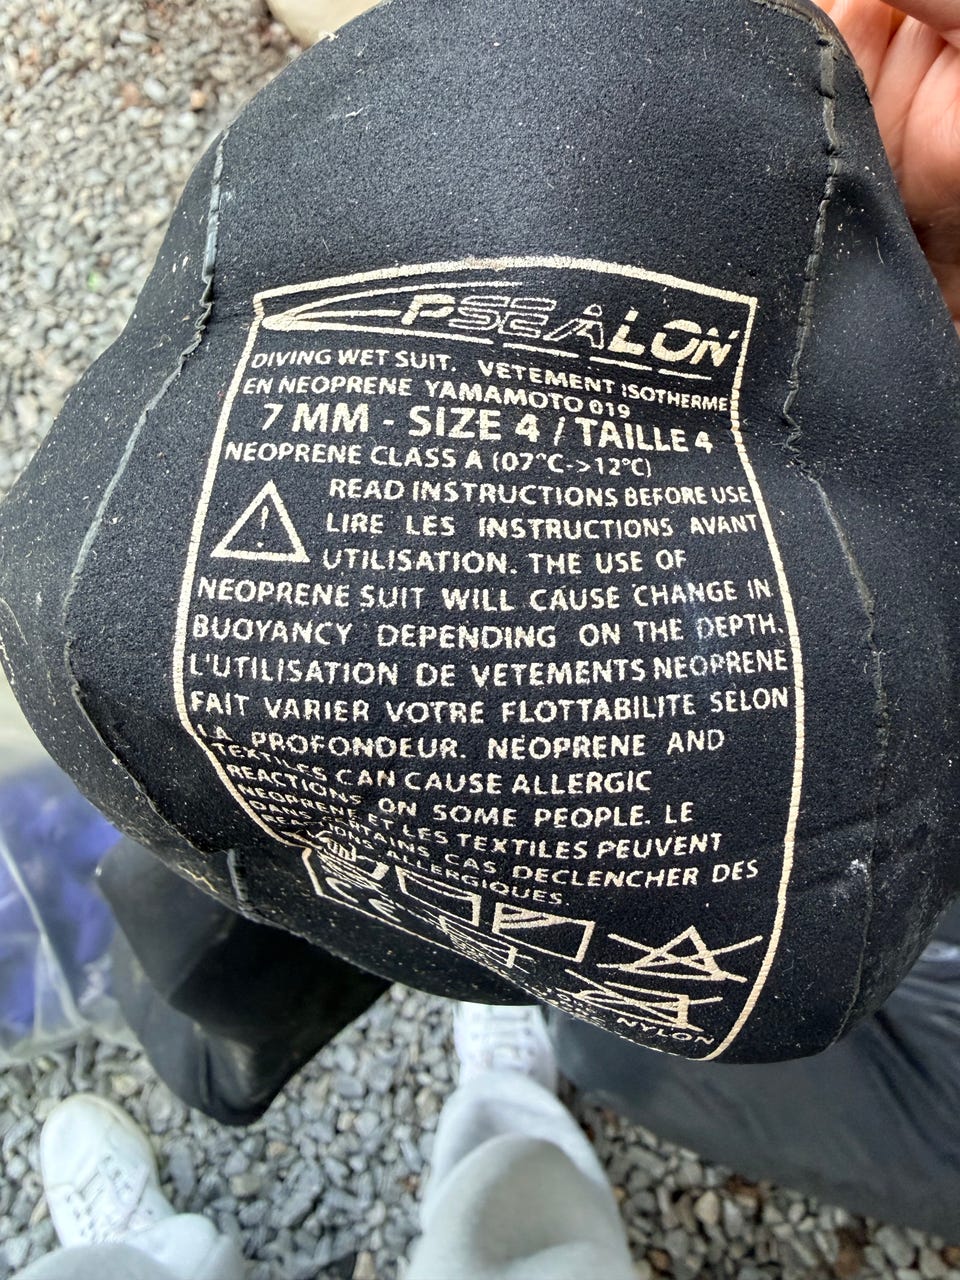 EPSEALON
DIVING WET SUIT. VETEMENT ISOTHERME
EN NEOPRENE YAMAMOTO 019
7 MM - SIZE 4 / TAILLE 4
NEOPRENE CLASS A (07°C->12°C)
READ INSTRUCTIONS BEFORE USE
LIRE LES INSTRUCTIONS AVANT
UTILISATION. THE USE OF
NEOPRENE SUIT WILL CAUSE CHANGE IN
BUOYANCY DEPENDING ON THE DEPTH.
L'UTILISATION DE VETEMENTS NEOPRENE
FAIT VARIER VOTRE FLOTTABILITE SELON
LA PROFONDEUR. NEOPRENE AND
TEXTILES CAN CAUSE ALLERGIC
REACTIONS ON SOME PEOPLE. LE
NEOPRENE ET LES TEXTILES PEUVENT
DANS CERTAINS CAS DECLENCHER DES
REACTIONS ALLERGIQUES
CE
NYLON